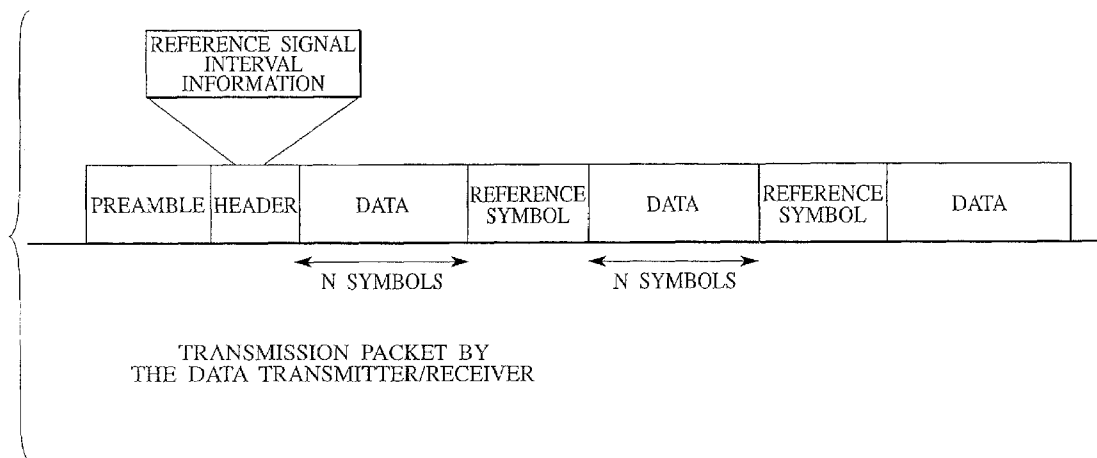 REFERENCE SIGNAL
INTERVAL
INFORMATION
PREAMBLE
HEADER
DATA
REFERENCE
SYMBOL
DATA
REFERENCE
SYMBOL
DATA
N SYMBOLS
N SYMBOLS
TRANSMISSION PACKET BY
THE DATA TRANSMITTER/RECEIVER